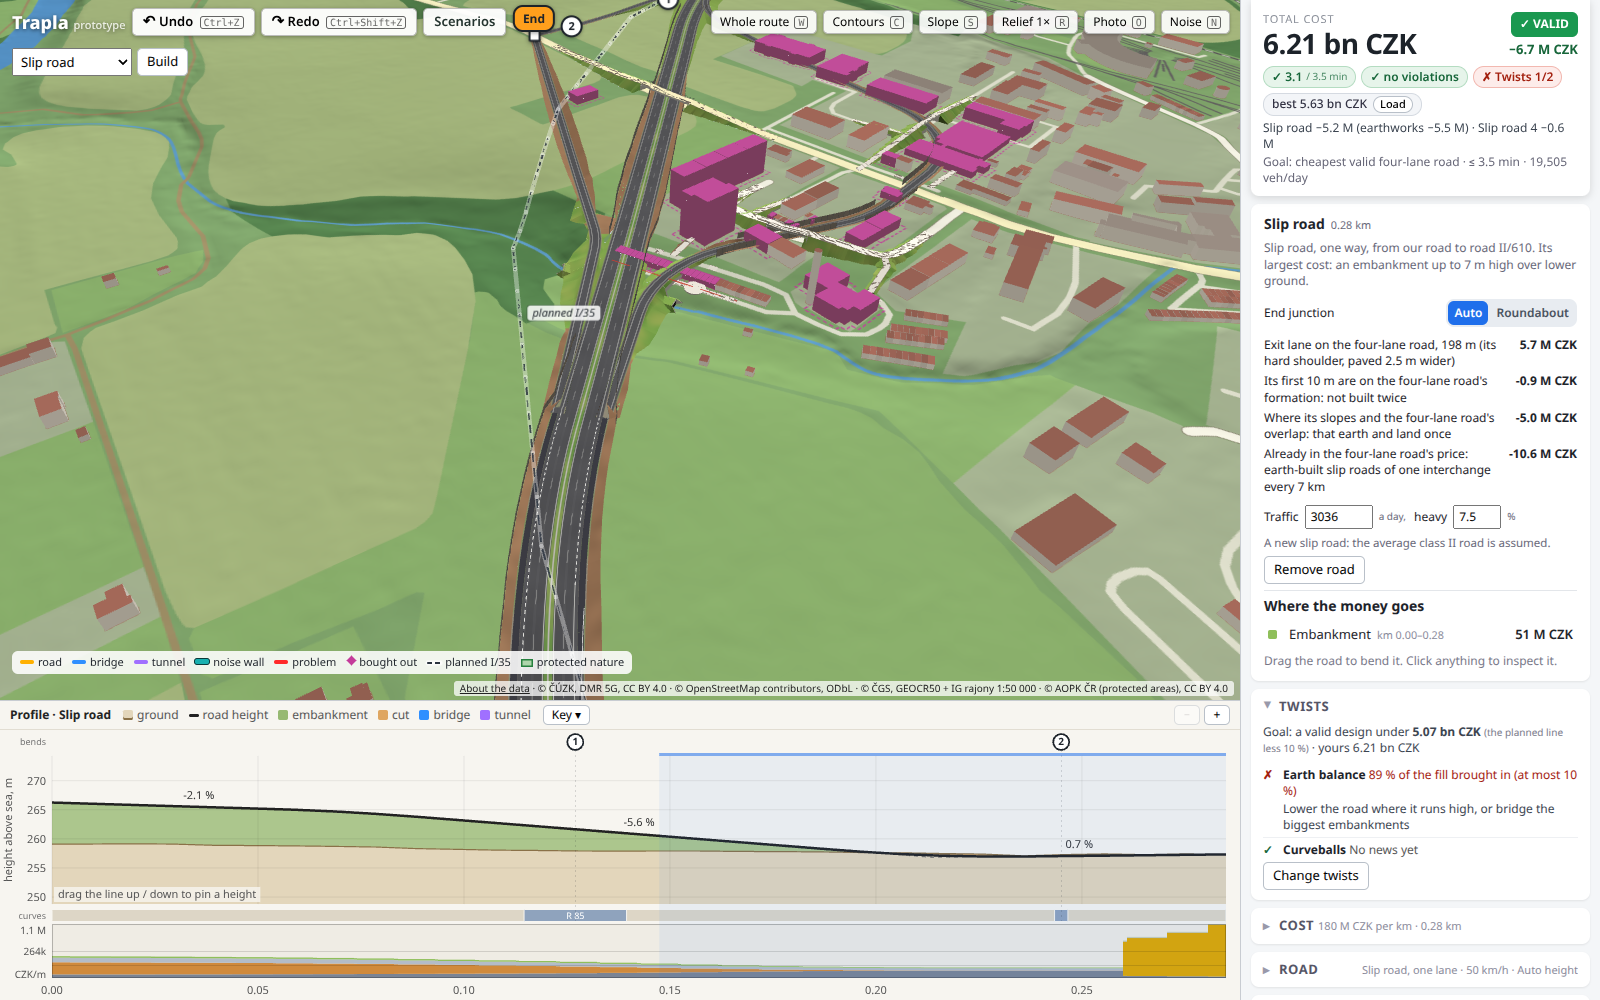 Trapla prototype
↶ Undo Ctrl+Z
↷ Redo Ctrl+Shift+Z
Scenarios
End
2
1
Whole route W
Contours C
Slope S
Relief 1× R
Photo O
Noise N
Slip road
Build
planned I/35
road
bridge
tunnel
noise wall
problem
bought out
planned I/35
protected nature
About the data · © ČÚZK, DMR 5G, CC BY 4.0 · © OpenStreetMap contributors, ODbL · © ČGS, GEOCR50 + IG rajony 1:50 000 · © AOPK ČR (protected areas), CC BY 4.0
Profile · Slip road
ground
road height
embankment
cut
bridge
tunnel
Key ▾
−
+
bends
1
2
height above sea, m
270
265
260
255
250
-2.1 %
-5.6 %
0.7 %
drag the line up / down to pin a height
curves
R 85
1.1 M
264k
CZK/m
0.00
0.05
0.10
0.15
0.20
0.25
TOTAL COST
✓ VALID
6.21 bn CZK
−6.7 M CZK
✓ 3.1 / 3.5 min
✓ no violations
✗ Twists 1/2
best 5.63 bn CZK Load
Slip road −5.2 M (earthworks −5.5 M) · Slip road 4 −0.6
M
Goal: cheapest valid four-lane road · ≤ 3.5 min · 19,505
veh/day
Slip road 0.28 km
Slip road, one way, from our road to road II/610. Its
largest cost: an embankment up to 7 m high over lower
ground.
End junction
Auto
Roundabout
Exit lane on the four-lane road, 198 m (its
hard shoulder, paved 2.5 m wider)
5.7 M CZK
Its first 10 m are on the four-lane road's
formation: not built twice
-0.9 M CZK
Where its slopes and the four-lane road's
overlap: that earth and land once
-5.0 M CZK
Already in the four-lane road's price:
earth-built slip roads of one interchange
every 7 km
-10.6 M CZK
Traffic 3036 a day, heavy 7.5 %
A new slip road: the average class II road is assumed.
Remove road
Where the money goes
Embankment km 0.00–0.28 51 M CZK
Drag the road to bend it. Click anything to inspect it.
▼ TWISTS
Goal: a valid design under 5.07 bn CZK (the planned line
less 10 %) · yours 6.21 bn CZK
✗ Earth balance 89 % of the fill brought in (at most 10
%)
Lower the road where it runs high, or bridge the
biggest embankments
✓ Curveballs No news yet
Change twists
▶ COST 180 M CZK per km · 0.28 km
▶ ROAD Slip road, one lane · 50 km/h · Auto height